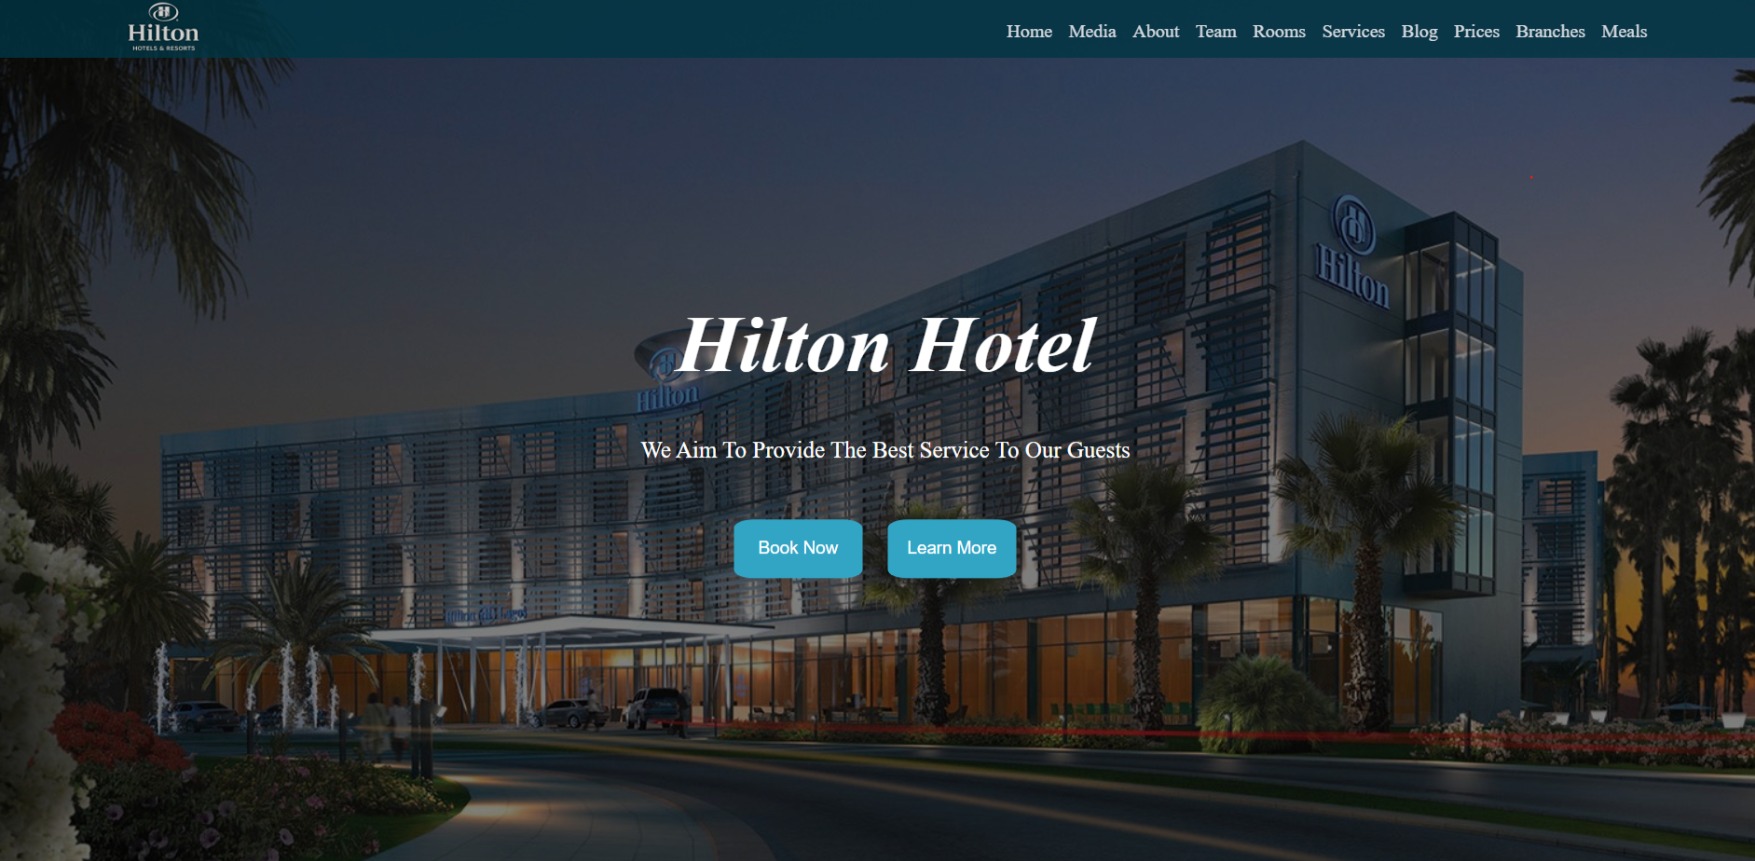 Hilton
HOTELS & RESORTS
Home Media About Team Rooms Services Blog Prices Branches Meals
Hilton
Hilton Hotel
Hilton
We Aim To Provide The Best Service To Our Guests
Book Now Learn More